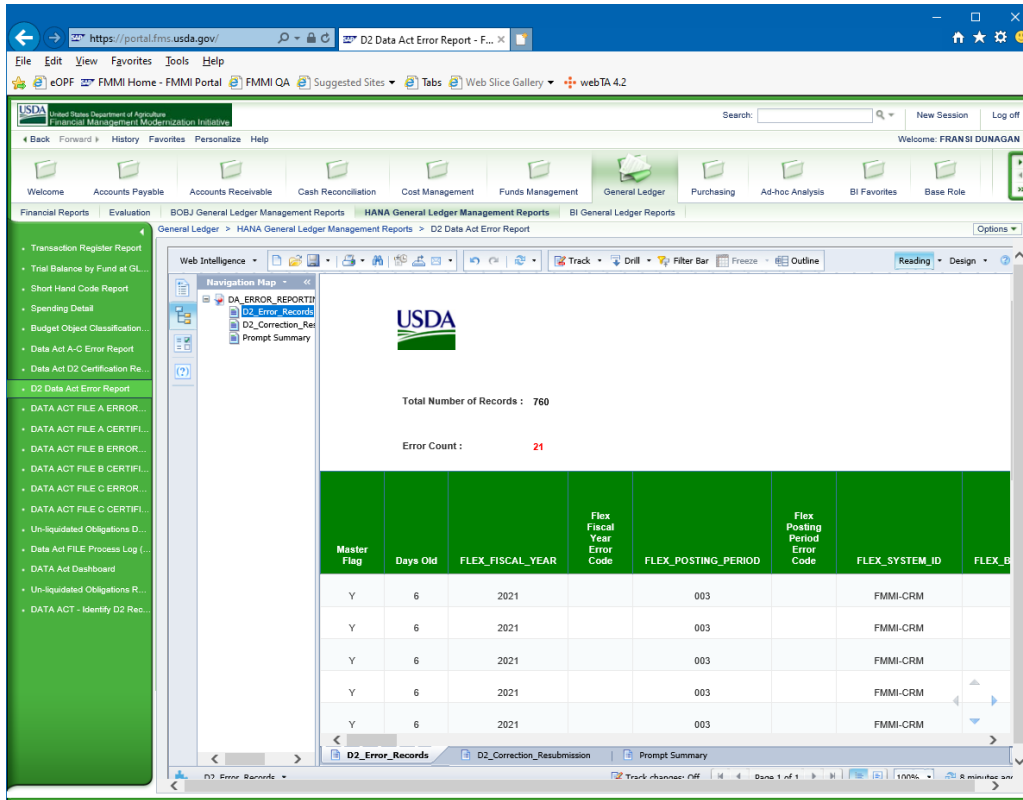 https://portal.fms.usda.gov/
D2 Data Act Error Report - F...
File Edit View Favorites Tools Help
eOPF FMMI Home - FMMI Portal FMMI QA Suggested Sites Tabs Web Slice Gallery webTA 4.2
USDA United States Department of Agriculture
Financial Management Modernization Initiative
Search: New Session Log off
Back Forward History Favorites Personalize Help Welcome: FRANSI DUNAGAN
Welcome Accounts Payable Accounts Receivable Cash Reconciliation Cost Management Funds Management General Ledger Purchasing Ad-hoc Analysis BI Favorites Base Role
Financial Reports Evaluation BOBJ General Ledger Management Reports HANA General Ledger Management Reports BI General Ledger Reports
General Ledger > HANA General Ledger Management Reports > D2 Data Act Error Report Options
Transaction Register Report
Trial Balance by Fund at GL...
Short Hand Code Report
Spending Detail
Budget Object Classification...
Data Act A-C Error Report
Data Act D2 Certification Re...
D2 Data Act Error Report
DATA ACT FILE A ERROR...
DATA ACT FILE A CERTIFI...
DATA ACT FILE B ERROR...
DATA ACT FILE B CERTIFI...
DATA ACT FILE C ERROR...
DATA ACT FILE C CERTIFI...
Un-liquidated Obligations D...
Data Act FILE Process Log (...
DATA Act Dashboard
Un-liquidated Obligations R...
DATA ACT - Identify D2 Rec...
Web Intelligence Track Drill Filter Bar Freeze Outline Reading Design
Navigation Map
DA_ERROR_REPORTIN
D2_Error_Records
D2_Correction_Res
Prompt Summary
USDA
Total Number of Records : 760
Error Count : 21
Master Flag Days Old FLEX_FISCAL_YEAR Flex Fiscal Year Error Code FLEX_POSTING_PERIOD Flex Posting Period Error Code FLEX_SYSTEM_ID FLEX_B
Y 6 2021 003 FMMI-CRM
Y 6 2021 003 FMMI-CRM
Y 6 2021 003 FMMI-CRM
Y 6 2021 003 FMMI-CRM
Y 6 2021 003 FMMI-CRM
D2_Error_Records D2_Correction_Resubmission Prompt Summary
D2_Error_Records Track changes: Off Page 1 of 1 100% 8 minutes ago